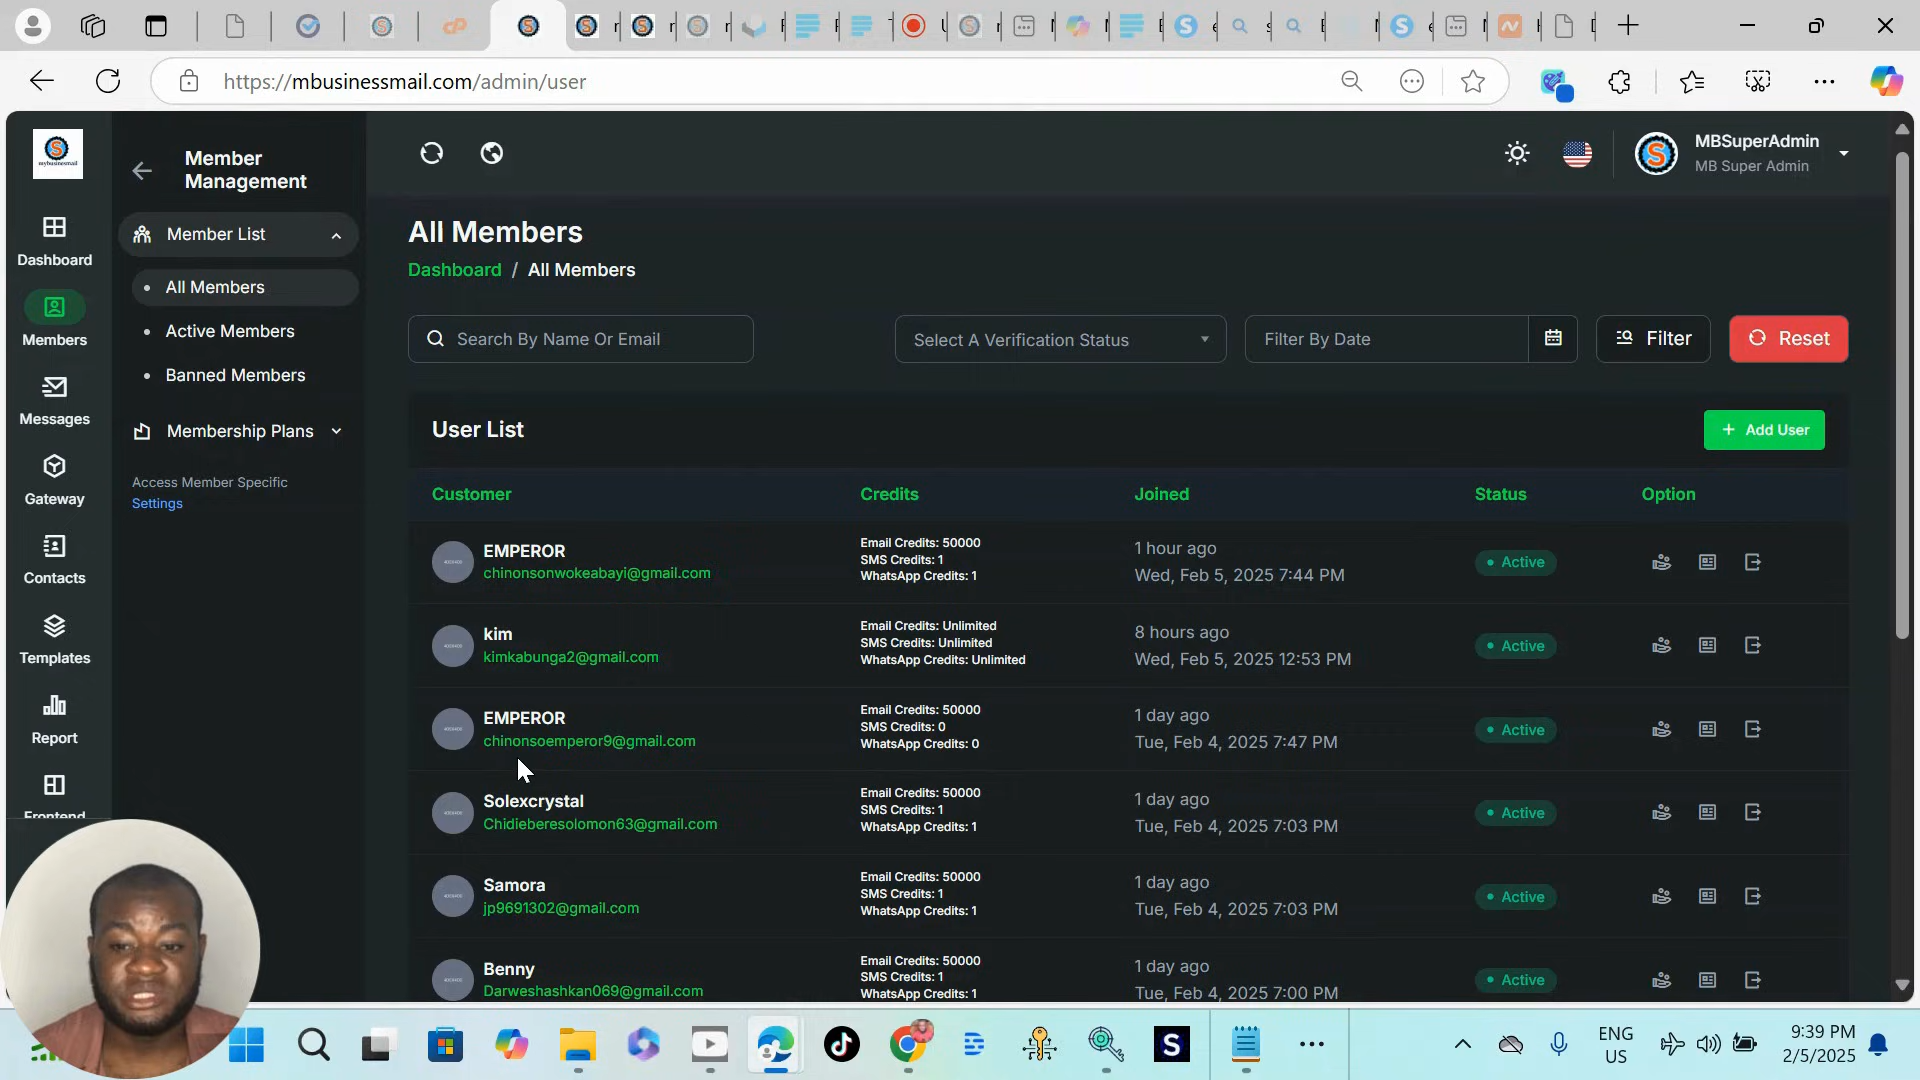 https://mbusinessmail.com/admin/user
Member
Management
MBSuperAdmin
MB Super Admin
Dashboard
Members
Messages
Gateway
Contacts
Templates
Report
Frontend
Member List
All Members
Active Members
Banned Members
Membership Plans
Access Member Specific
Settings
All Members
Dashboard / All Members
Search By Name Or Email
Select A Verification Status
Filter By Date
Filter
Reset
User List
+ Add User
Customer Credits Joined Status Option
EMPEROR
chinonsonwokeabayi@gmail.com
Email Credits: 50000
SMS Credits: 1
WhatsApp Credits: 1
1 hour ago
Wed, Feb 5, 2025 7:44 PM
Active
kim
kimkabunga2@gmail.com
Email Credits: Unlimited
SMS Credits: Unlimited
WhatsApp Credits: Unlimited
8 hours ago
Wed, Feb 5, 2025 12:53 PM
Active
EMPEROR
chinonsoemperor9@gmail.com
Email Credits: 50000
SMS Credits: 0
WhatsApp Credits: 0
1 day ago
Tue, Feb 4, 2025 7:47 PM
Active
Solexcrystal
Chidieberesolomon63@gmail.com
Email Credits: 50000
SMS Credits: 1
WhatsApp Credits: 1
1 day ago
Tue, Feb 4, 2025 7:03 PM
Active
Samora
jp9691302@gmail.com
Email Credits: 50000
SMS Credits: 1
WhatsApp Credits: 1
1 day ago
Tue, Feb 4, 2025 7:03 PM
Active
Benny
Darweshashkan069@gmail.com
Email Credits: 50000
SMS Credits: 1
WhatsApp Credits: 1
1 day ago
Tue, Feb 4, 2025 7:00 PM
Active
ENG
US
9:39 PM
2/5/2025